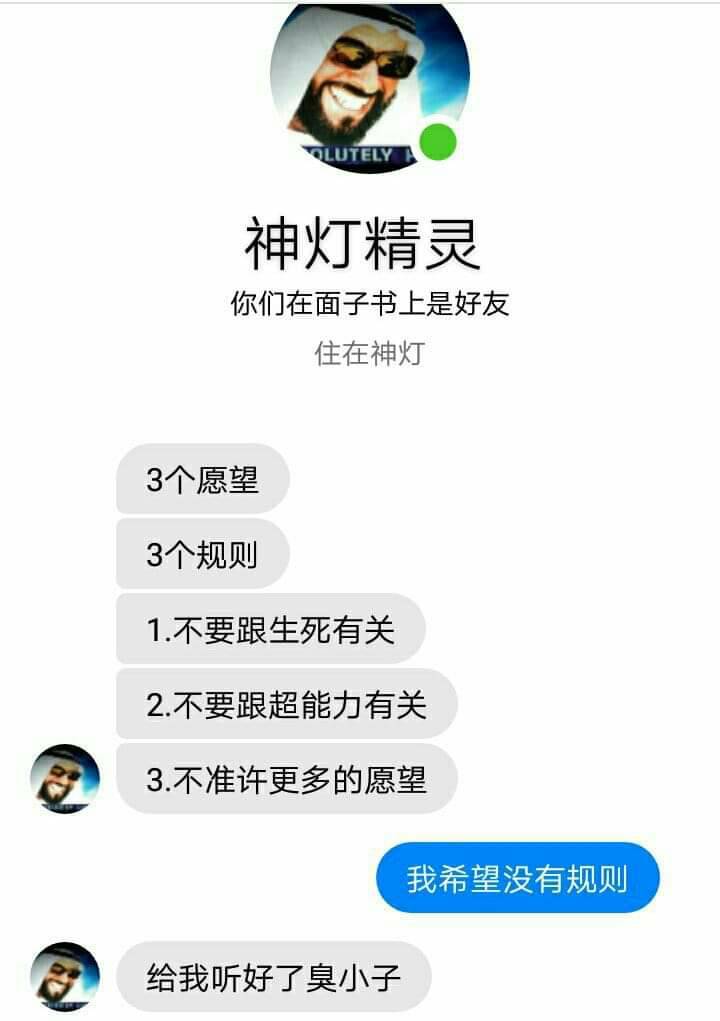 OLUTELY
神灯精灵
你们在面子书上是好友
住在神灯
3个愿望
3个规则
1.不要跟生死有关
2.不要跟超能力有关
3.不准许更多的愿望
我希望没有规则
给我听好了臭小子